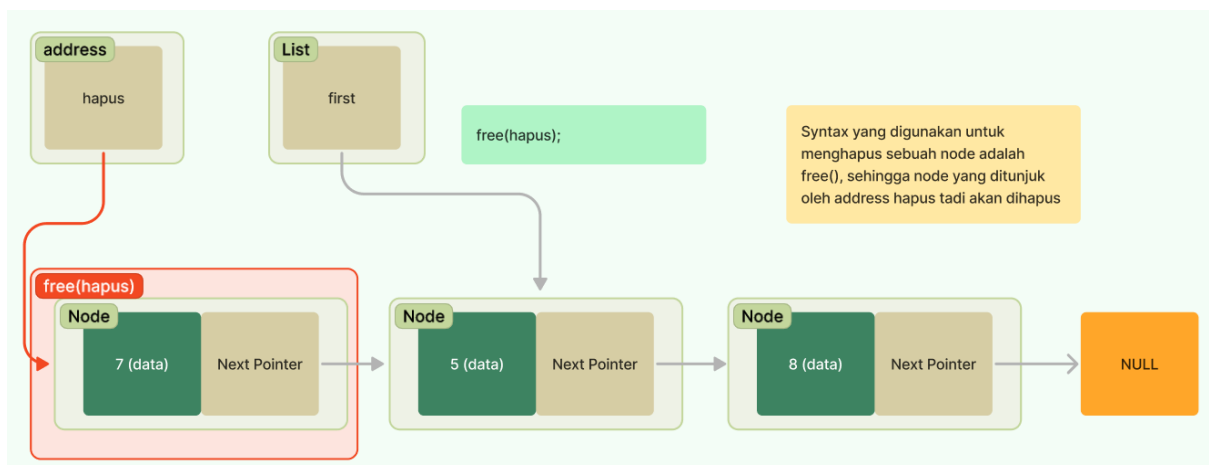 address
hapus
List
first
free(hapus);
Syntax yang digunakan untuk
menghapus sebuah node adalah
free(), sehingga node yang ditunjuk
oleh address hapus tadi akan dihapus
free(hapus)
Node
7 (data)
Next Pointer
Node
5 (data)
Next Pointer
Node
8 (data)
Next Pointer
NULL